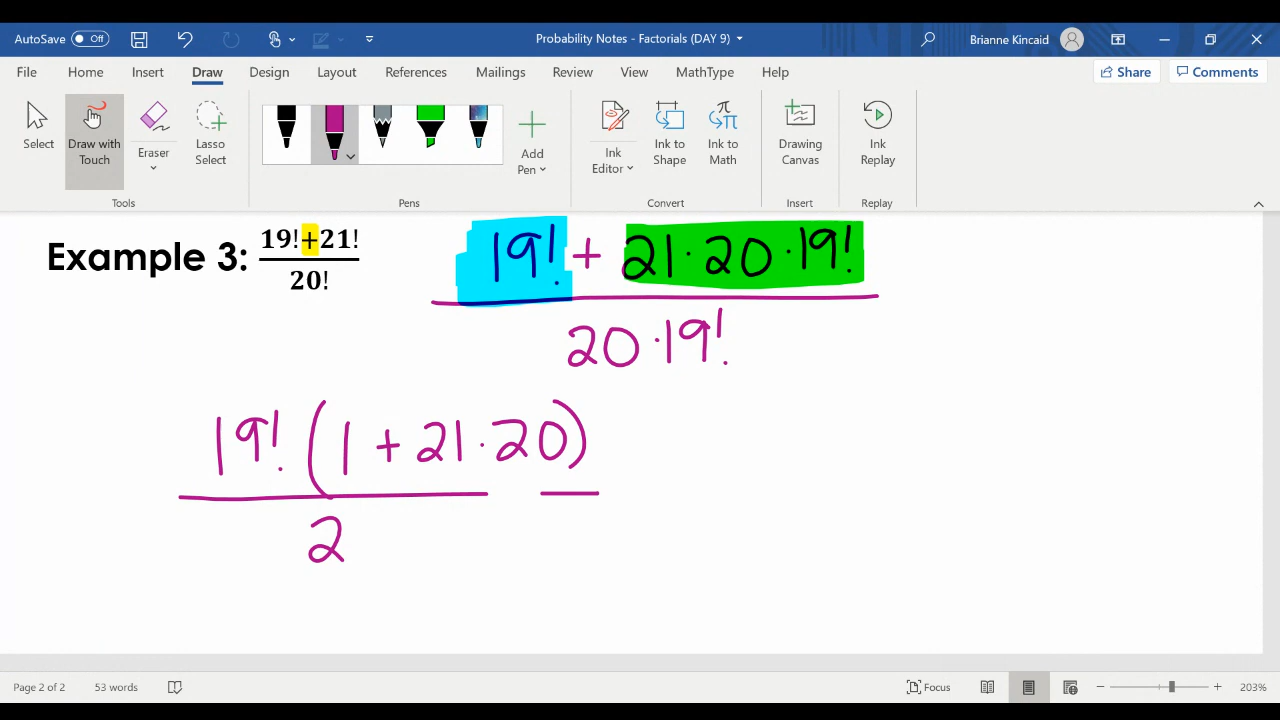 AutoSave Off Probability Notes - Factorials (DAY 9) Brianne Kincaid
File Home Insert Draw Design Layout References Mailings Review View MathType Help Share Comments
Select Draw with Touch Eraser Lasso Select Add Pen Ink Editor Ink to Shape Ink to Math Drawing Canvas Ink Replay
Tools Pens Convert Insert Replay
Example 3: 19!+21! / 20!
19! + 21·20·19!
20·19!
19! (1 + 21·20)
2
Page 2 of 2 53 words Focus 203%